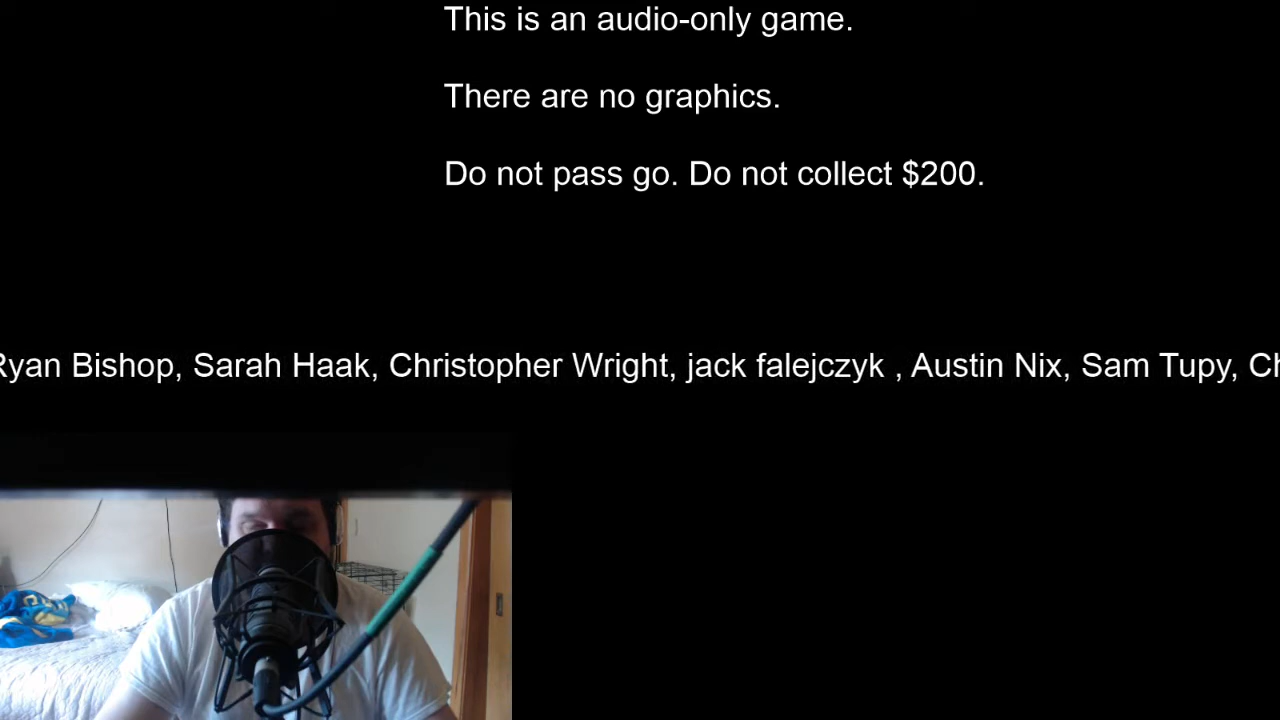 This is an audio-only game.
There are no graphics.
Do not pass go. Do not collect $200.
Ryan Bishop, Sarah Haak, Christopher Wright, jack falejczyk , Austin Nix, Sam Tupy, Ch